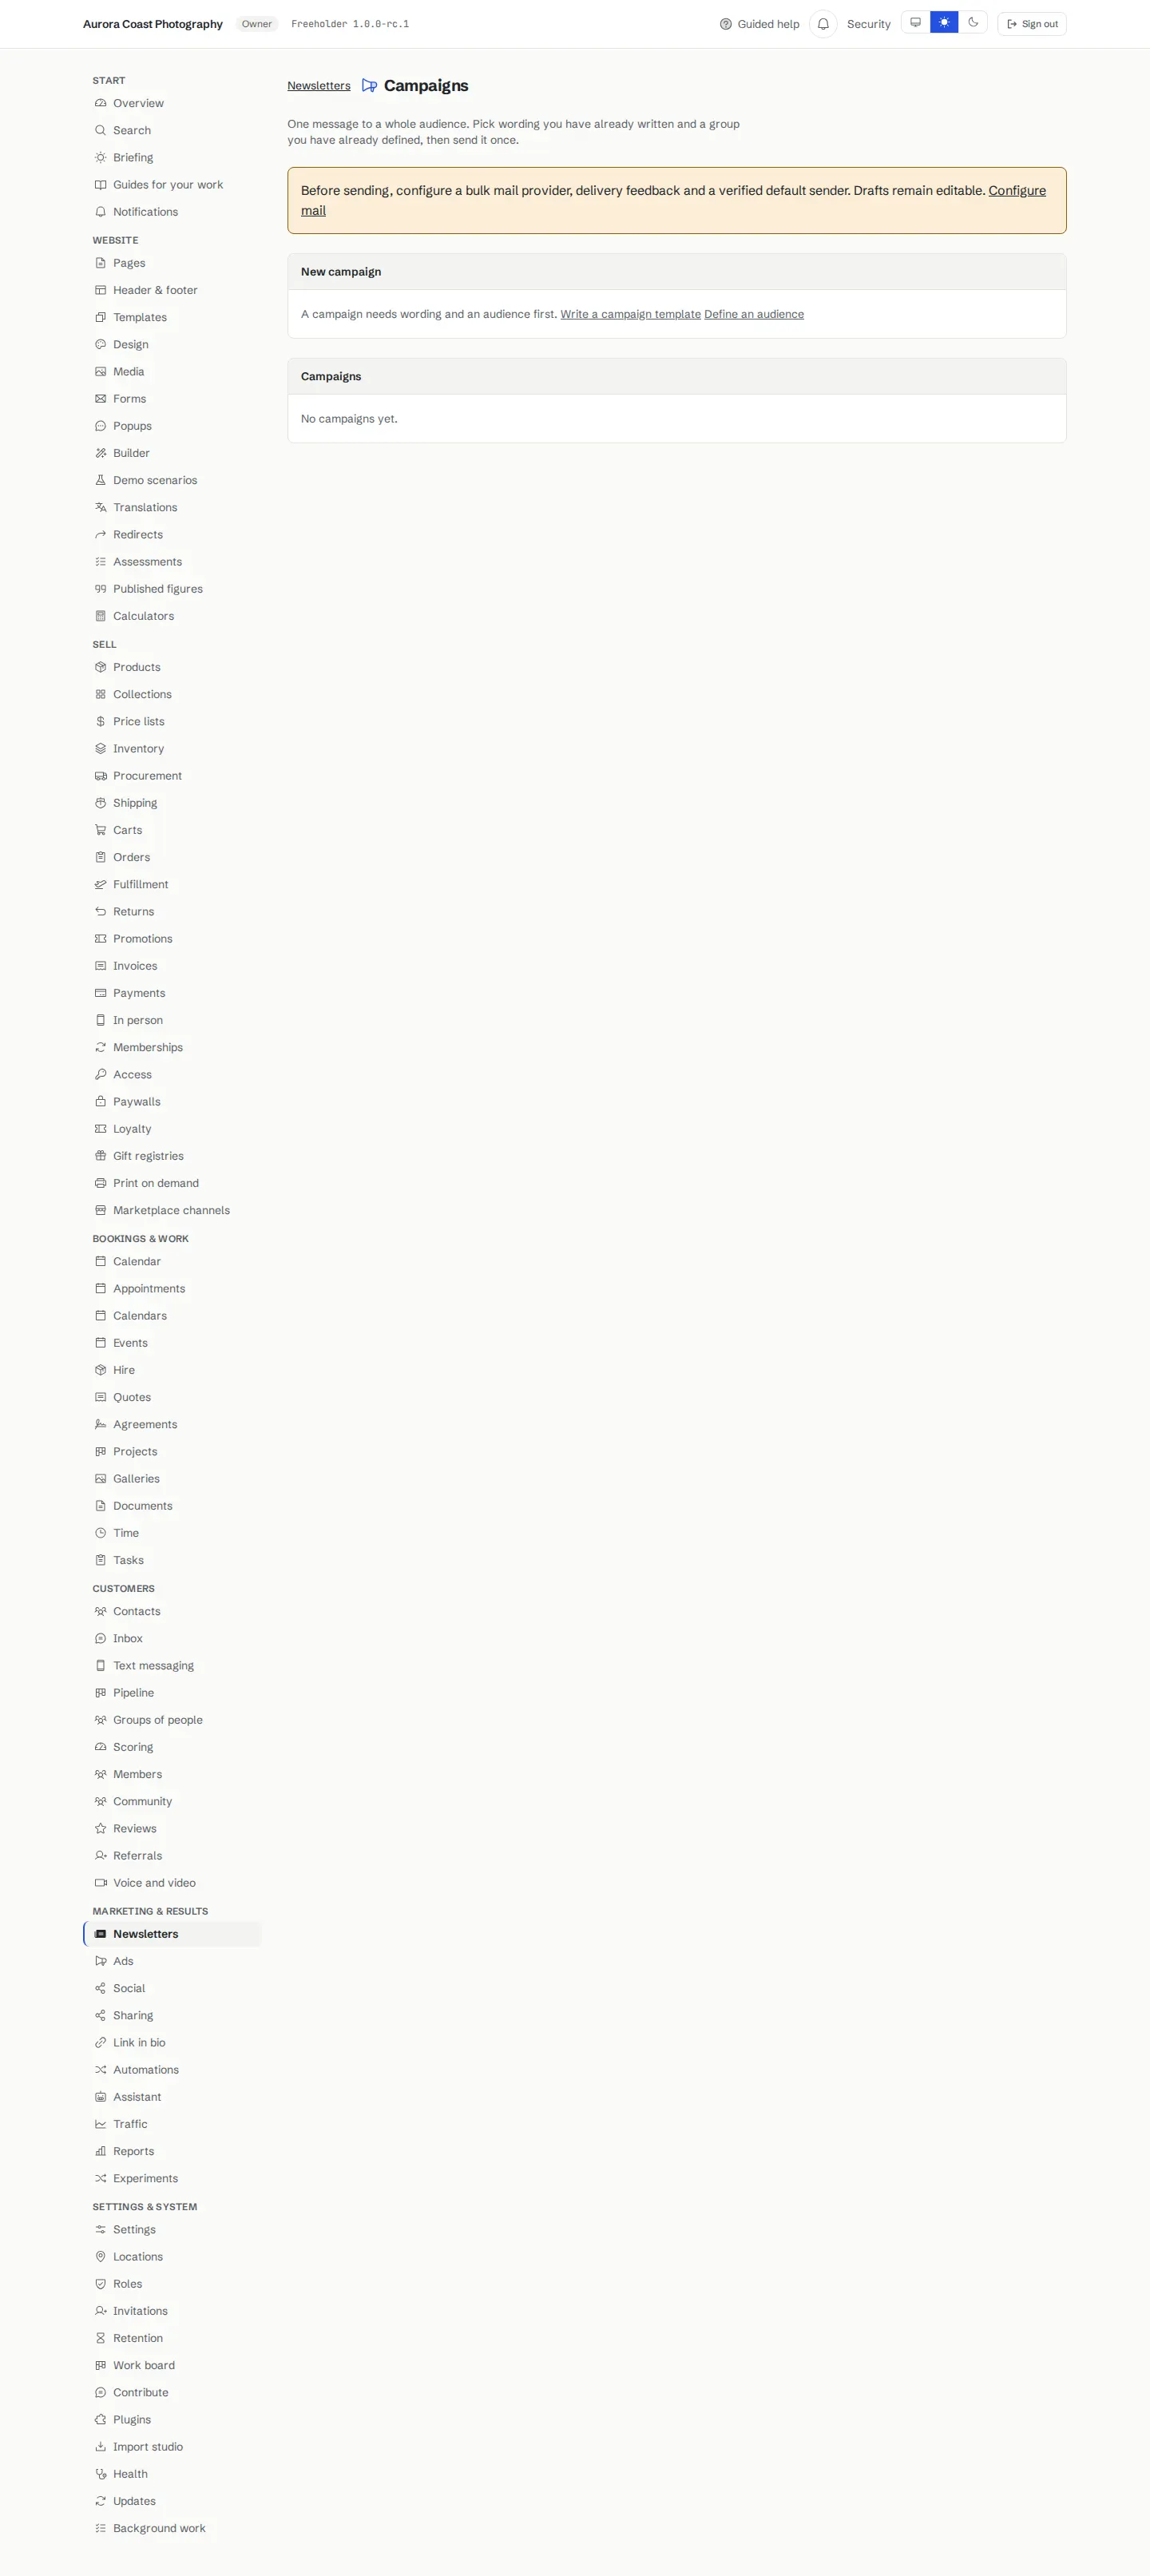 Aurora Coast Photography
Owner
Freeholder 1.0.0-rc.1
Guided help
Security
Sign out
START
Overview
Search
Briefing
Guides for your work
Notifications
WEBSITE
Pages
Header & footer
Templates
Design
Media
Forms
Popups
Builder
Demo scenarios
Translations
Redirects
Assessments
Published figures
Calculators
SELL
Products
Collections
Price lists
Inventory
Procurement
Shipping
Carts
Orders
Fulfillment
Returns
Promotions
Invoices
Payments
In person
Memberships
Access
Paywalls
Loyalty
Gift registries
Print on demand
Marketplace channels
BOOKINGS & WORK
Calendar
Appointments
Calendars
Events
Hire
Quotes
Agreements
Projects
Galleries
Documents
Time
Tasks
CUSTOMERS
Contacts
Inbox
Text messaging
Pipeline
Groups of people
Scoring
Members
Community
Reviews
Referrals
Voice and video
MARKETING & RESULTS
Newsletters
Ads
Social
Sharing
Link in bio
Automations
Assistant
Traffic
Reports
Experiments
SETTINGS & SYSTEM
Settings
Locations
Roles
Invitations
Retention
Work board
Contribute
Plugins
Import studio
Health
Updates
Background work
Newsletters
Campaigns
One message to a whole audience. Pick wording you have already written and a group
you have already defined, then send it once.
Before sending, configure a bulk mail provider, delivery feedback and a verified default sender. Drafts remain editable. Configure
mail
New campaign
A campaign needs wording and an audience first. Write a campaign template Define an audience
Campaigns
No campaigns yet.